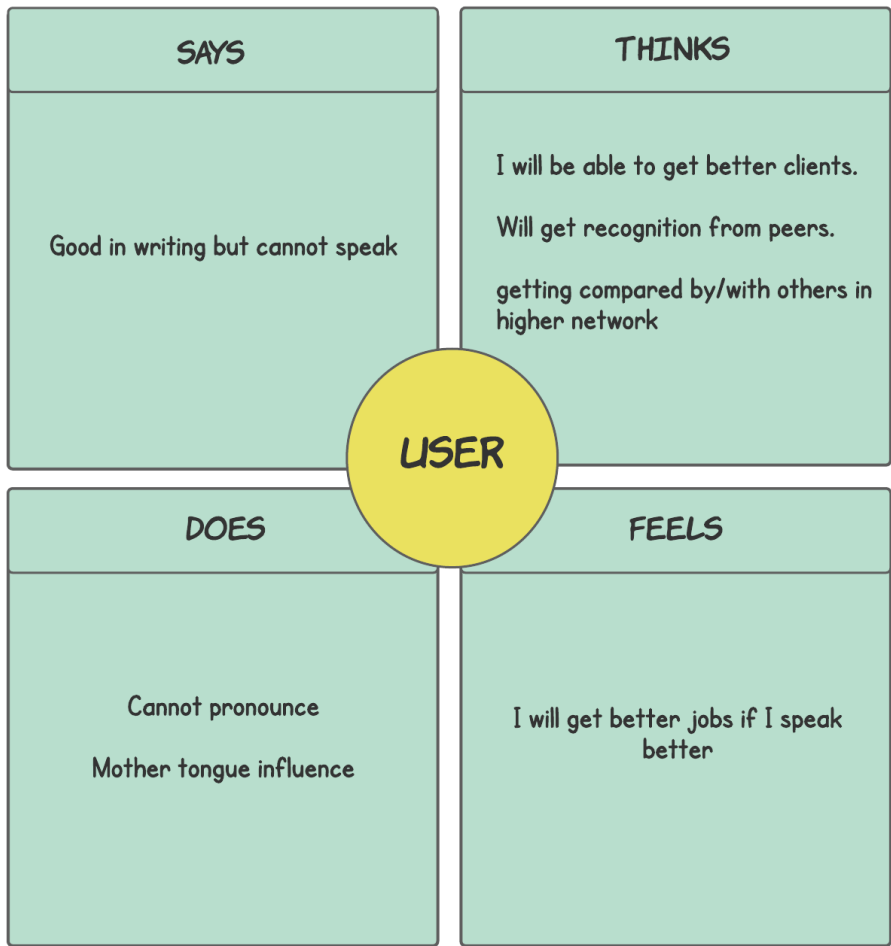 SAYS
Good in writing but cannot speak
THINKS
I will be able to get better clients.
Will get recognition from peers.
getting compared by/with others in
higher network
USER
DOES
Cannot pronounce
Mother tongue influence
FEELS
I will get better jobs if I speak
better